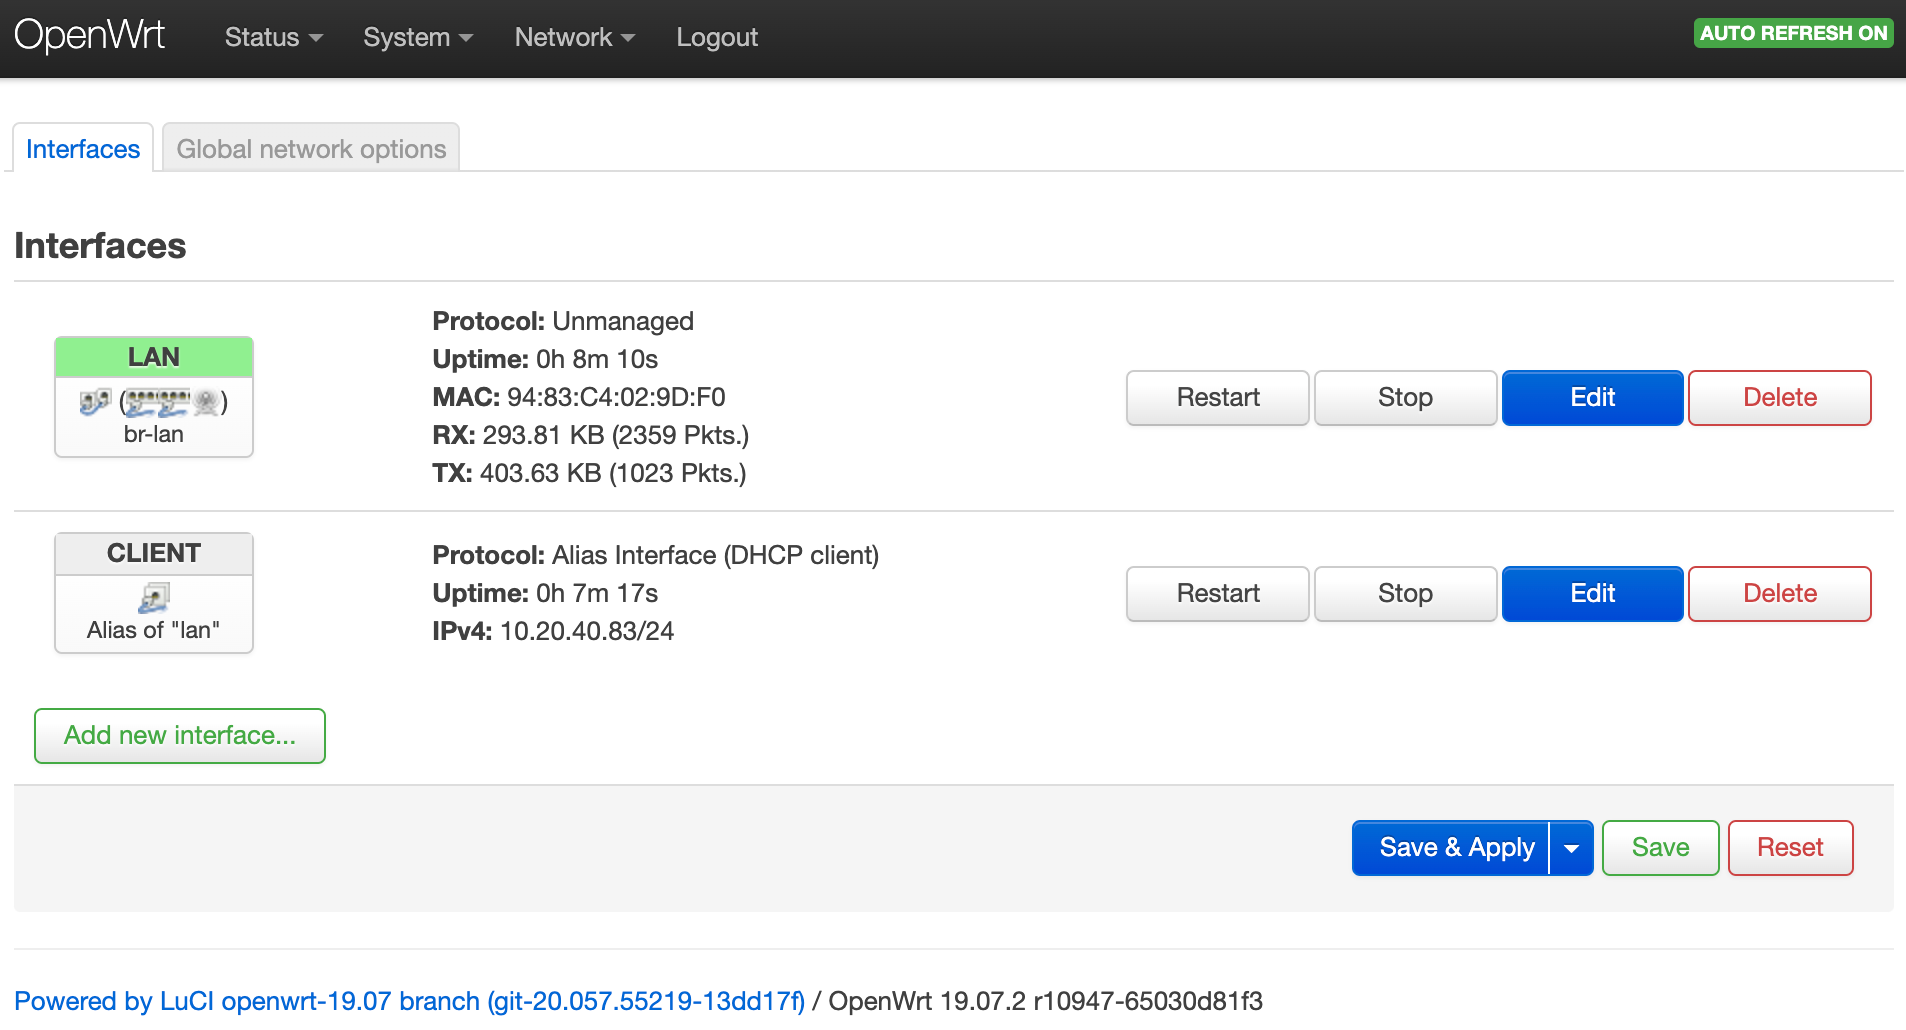 OpenWrt Status System Network Logout AUTO REFRESH ON
Interfaces Global network options
Interfaces
LAN
( )
br-lan
Protocol: Unmanaged
Uptime: 0h 8m 10s
MAC: 94:83:C4:02:9D:F0
RX: 293.81 KB (2359 Pkts.)
TX: 403.63 KB (1023 Pkts.)
Restart Stop Edit Delete
CLIENT
Alias of "lan"
Protocol: Alias Interface (DHCP client)
Uptime: 0h 7m 17s
IPv4: 10.20.40.83/24
Restart Stop Edit Delete
Add new interface...
Save & Apply Save Reset
Powered by LuCI openwrt-19.07 branch (git-20.057.55219-13dd17f) / OpenWrt 19.07.2 r10947-65030d81f3